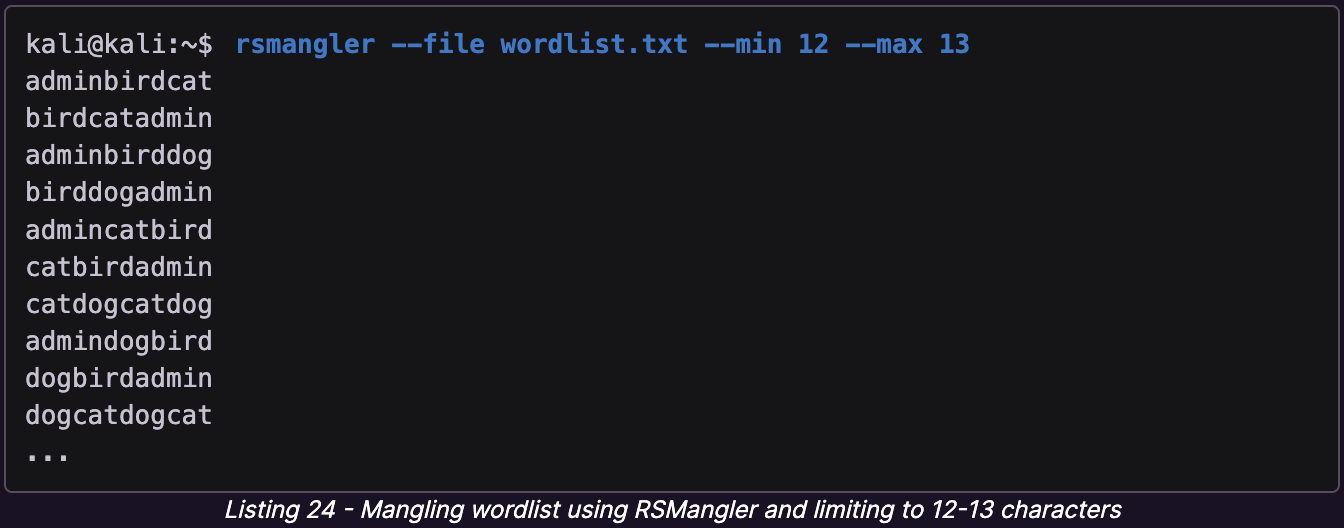 kali@kali:~$ rsmangler --file wordlist.txt --min 12 --max 13
adminbirdcat
birdcatadmin
adminbirddog
birddogadmin
admincatbird
catbirdadmin
catdogcatdog
admindogbird
dogbirdadmin
dogcatdogcat
...
Listing 24 - Mangling wordlist using RSMangler and limiting to 12-13 characters